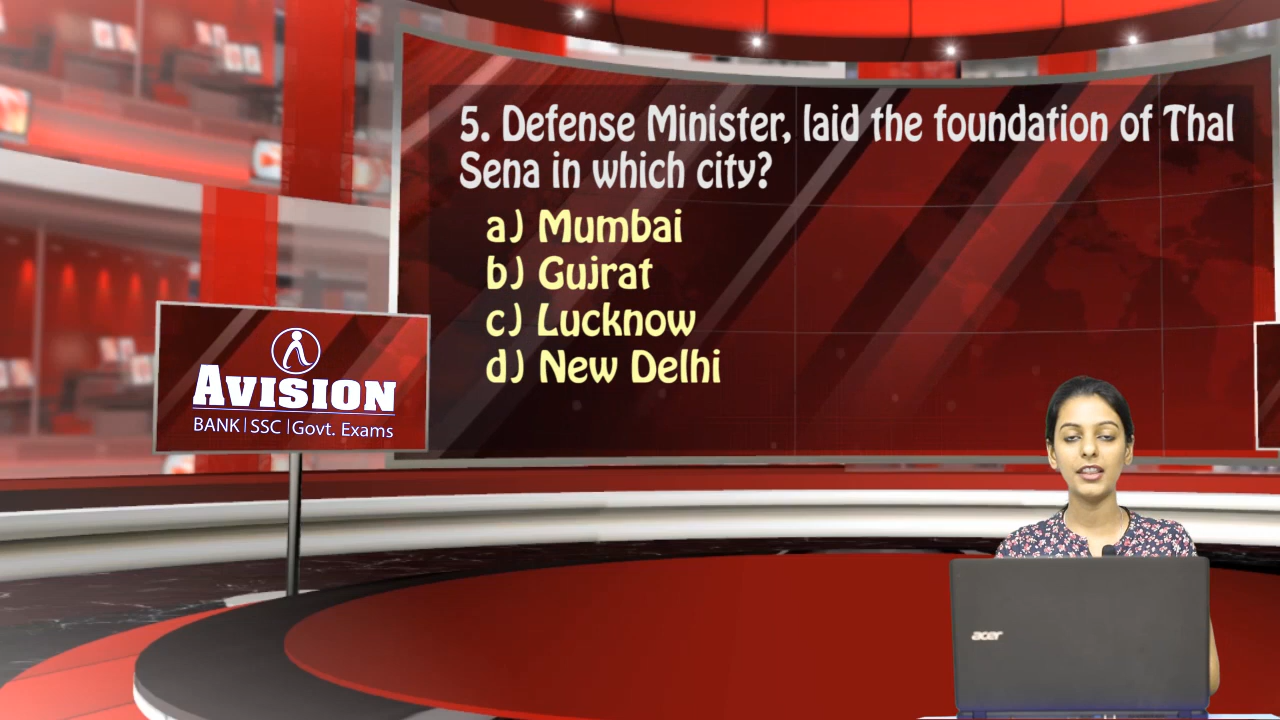 5. Defense Minister, laid the foundation of Thal
Sena in which city?
a) Mumbai
b) Gujrat
c) Lucknow
d) New Delhi
AVISION
BANK|SSC|Govt. Exams
acer